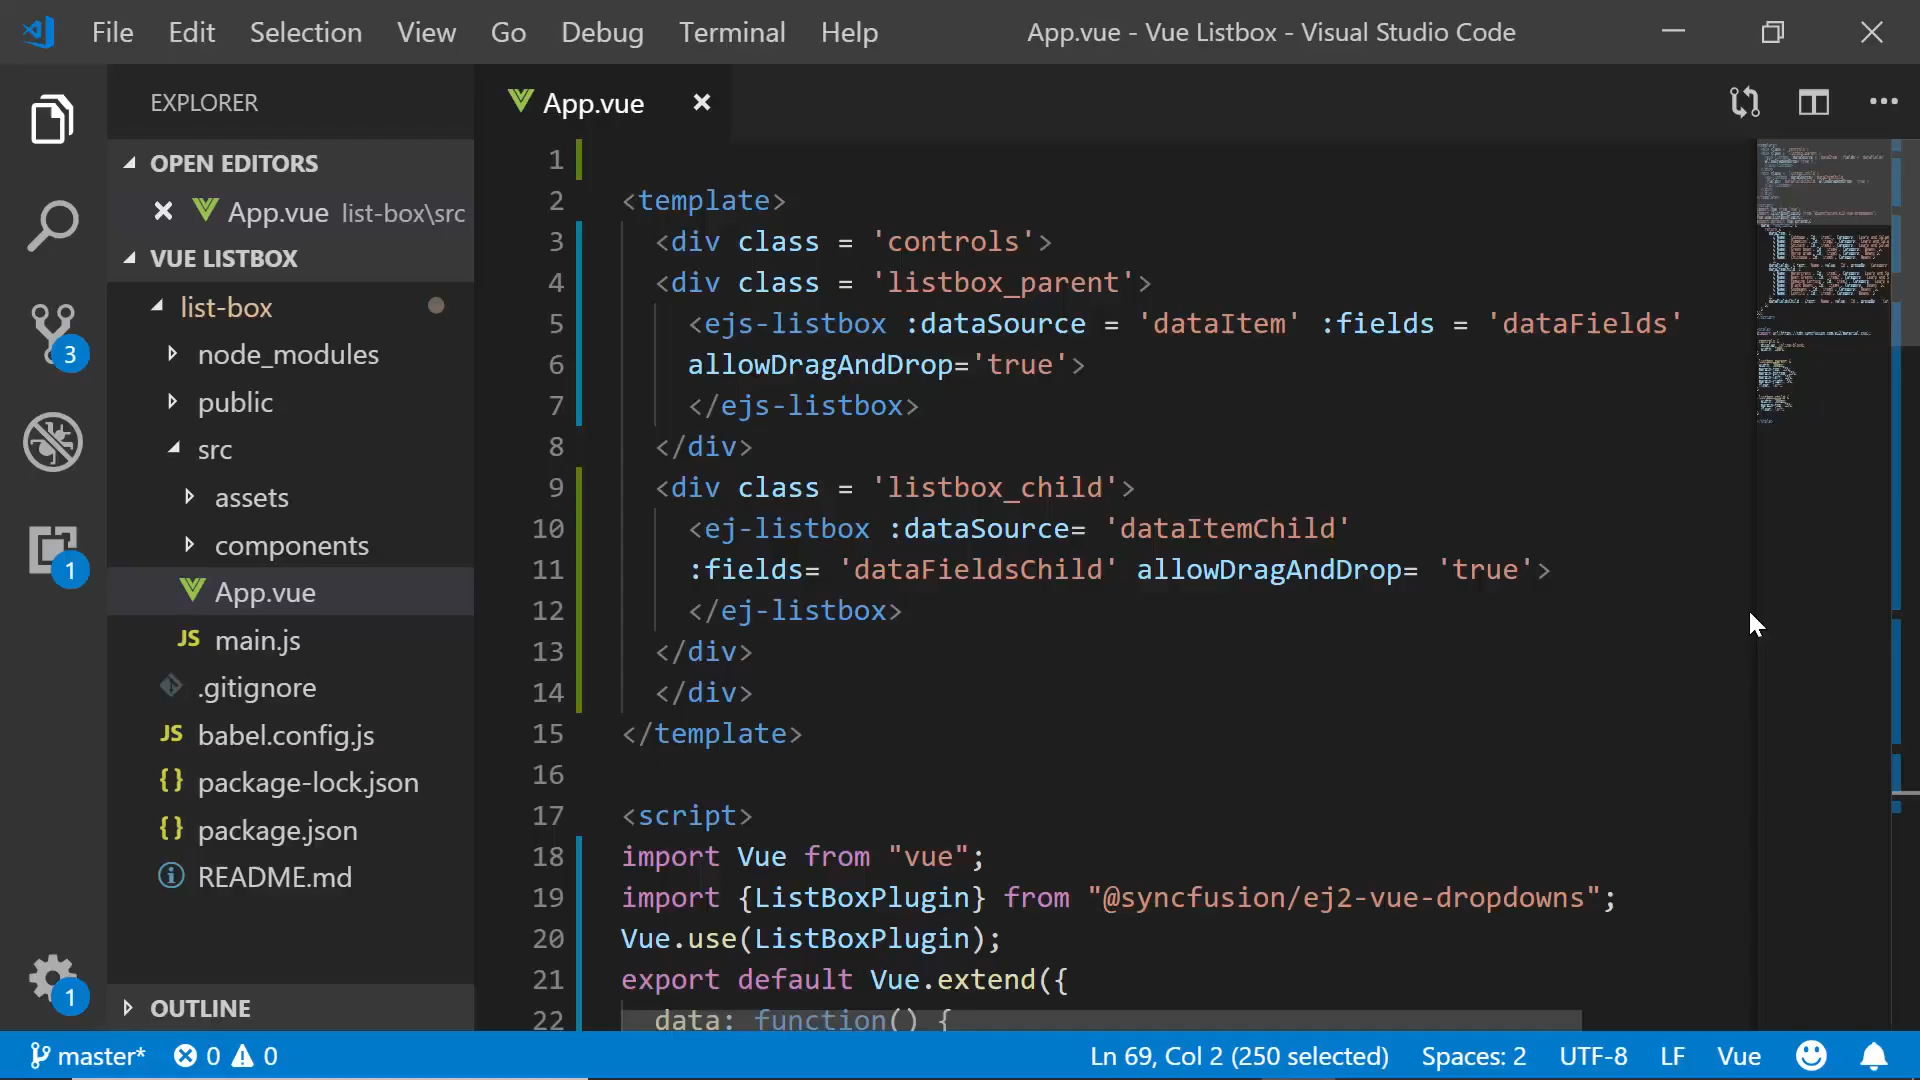 File Edit Selection View Go Debug Terminal Help App.vue - Vue Listbox - Visual Studio Code
EXPLORER
OPEN EDITORS
App.vue list-box\src
VUE LISTBOX
list-box
node_modules
public
src
assets
components
App.vue
JS main.js
.gitignore
JS babel.config.js
{} package-lock.json
{} package.json
README.md
OUTLINE
3
1
1
App.vue
1
2 <template>
3 <div class = 'controls'>
4 <div class = 'listbox_parent'>
5 <ejs-listbox :dataSource = 'dataItem' :fields = 'dataFields'
6 allowDragAndDrop='true'>
7 </ejs-listbox>
8 </div>
9 <div class = 'listbox_child'>
10 <ej-listbox :dataSource= 'dataItemChild'
11 :fields= 'dataFieldsChild' allowDragAndDrop= 'true'>
12 </ej-listbox>
13 </div>
14 </div>
15 </template>
16
17 <script>
18 import Vue from "vue";
19 import {ListBoxPlugin} from "@syncfusion/ej2-vue-dropdowns";
20 Vue.use(ListBoxPlugin);
21 export default Vue.extend({
22 data: function() {
master* 0 0 Ln 69, Col 2 (250 selected) Spaces: 2 UTF-8 LF Vue